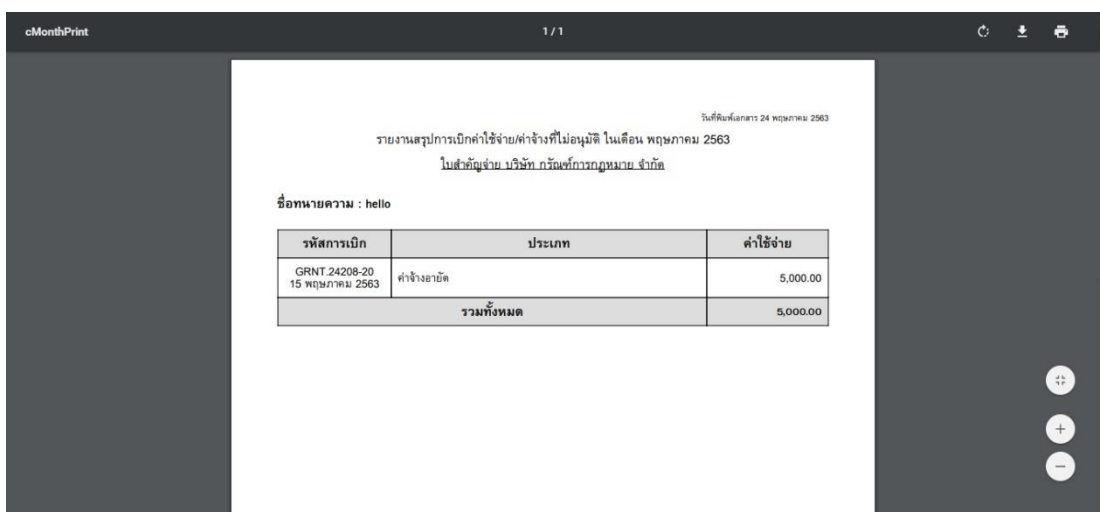 cMonthPrint
1 / 1
วันที่พิมพ์เอกสาร 24 พฤษภาคม 2563
รายงานสรุปการเบิกค่าใช้จ่าย/ค่าจ้างที่ไม่อนุมัติ ในเดือน พฤษภาคม 2563
ใบสำคัญจ่าย บริษัท กรัณฑ์การกฎหมาย จำกัด
ชื่อทนายความ : hello
รหัสการเบิก ประเภท ค่าใช้จ่าย
GRNT.24208-20
15 พฤษภาคม 2563 ค่าจ้างอายัด 5,000.00
รวมทั้งหมด 5,000.00